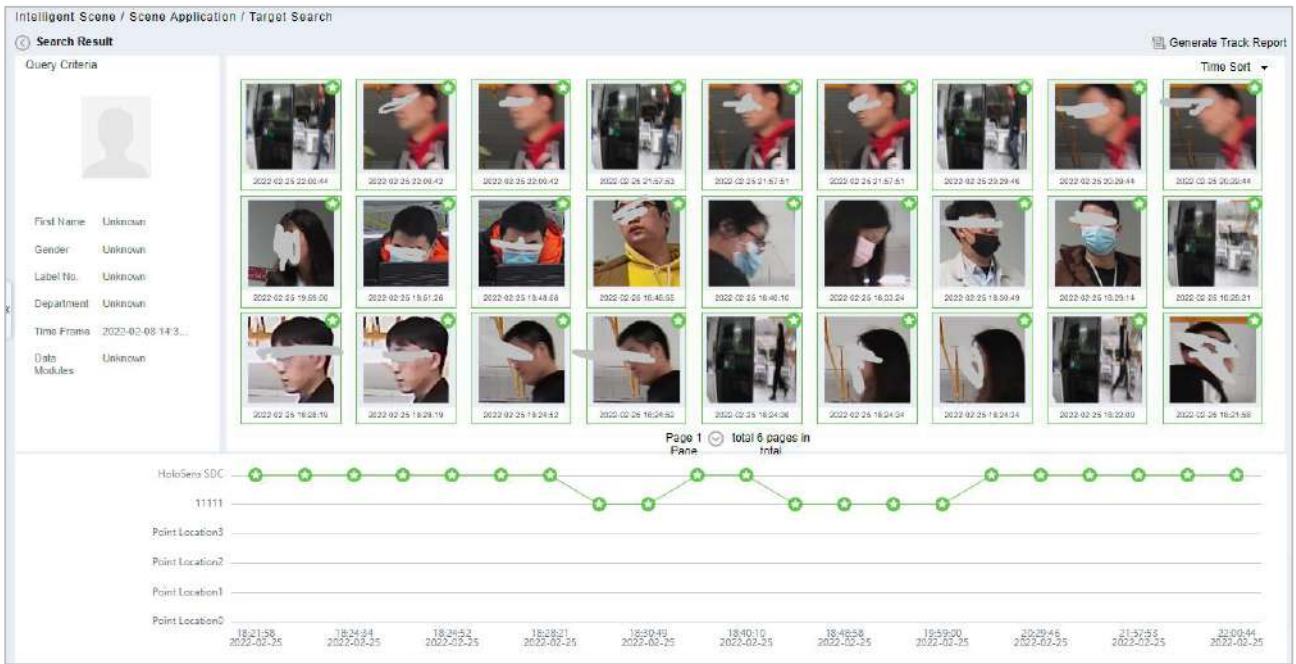 Intelligent Scene / Scene Application / Target Search
Search Result
Generate Track Report
Query Criteria
Time Sort
2022-02-25 22:00:44
2022-02-25 22:00:42
2022-02-25 22:00:42
2022-02-25 21:57:53
2022-02-25 21:57:51
2022-02-25 21:57:51
2022-02-25 20:29:46
2022-02-25 20:29:44
2022-02-25 20:29:44
First Name Unknown
Gender Unknown
Label No. Unknown
Department Unknown
Time Frame 2022-02-08 14:3...
Data Modules Unknown
2022-02-25 19:59:00
2022-02-25 18:51:26
2022-02-25 18:48:58
2022-02-25 18:45:55
2022-02-25 18:40:10
2022-02-25 18:33:24
2022-02-25 18:30:49
2022-02-25 18:29:14
2022-02-25 18:28:21
2022-02-25 18:28:19
2022-02-25 18:28:19
2022-02-25 18:24:52
2022-02-25 18:24:52
2022-02-25 18:24:36
2022-02-25 18:24:34
2022-02-25 18:24:34
2022-02-25 18:22:00
2022-02-25 18:21:58
Page 1 total 6 pages in
Page total
HoloSens SDC
11111
Point Location3
Point Location2
Point Location1
Point Location0
18:21:58 18:24:34 18:24:52 18:28:21 18:30:49 18:40:10 18:48:58 19:59:00 20:29:46 21:57:53 22:00:44
2022-02-25 2022-02-25 2022-02-25 2022-02-25 2022-02-25 2022-02-25 2022-02-25 2022-02-25 2022-02-25 2022-02-25 2022-02-25